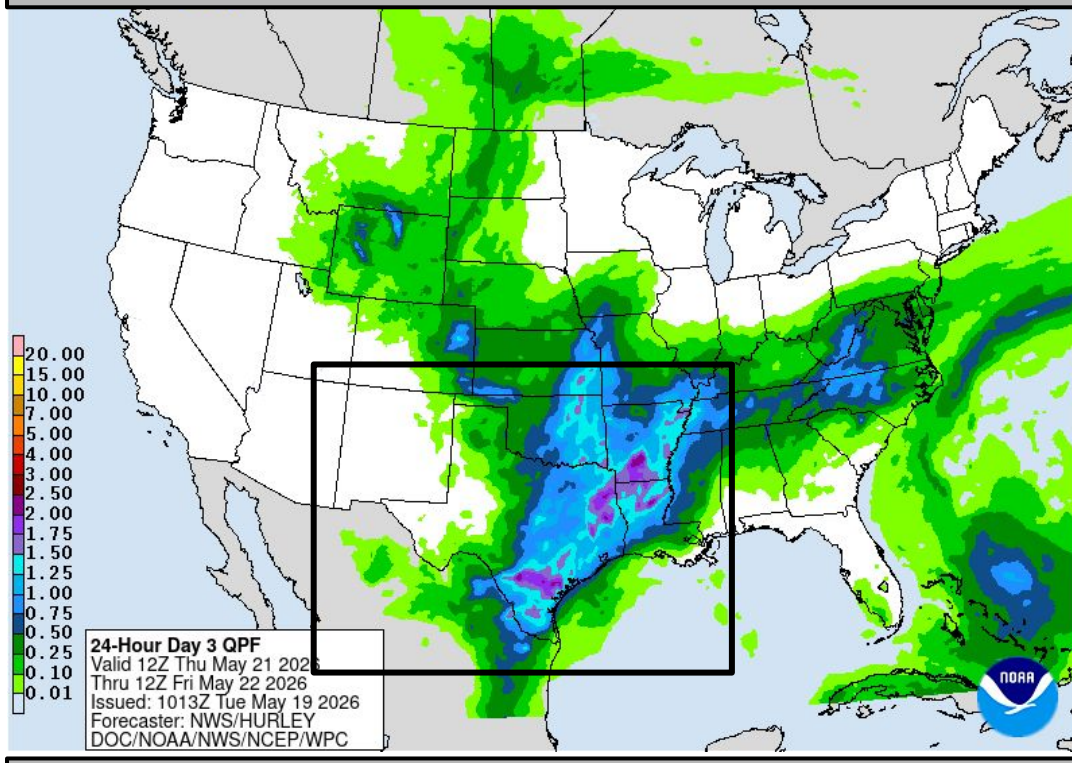 20.00
15.00
10.00
7.00
5.00
4.00
3.00
2.50
2.00
1.75
1.50
1.25
1.00
0.75
0.50
0.25
0.10
0.01
24-Hour Day 3 QPF
Valid 12Z Thu May 21 2026
Thru 12Z Fri May 22 2026
Issued: 1013Z Tue May 19 2026
Forecaster: NWS/HURLEY
DOC/NOAA/NWS/NCEP/WPC
NOAA